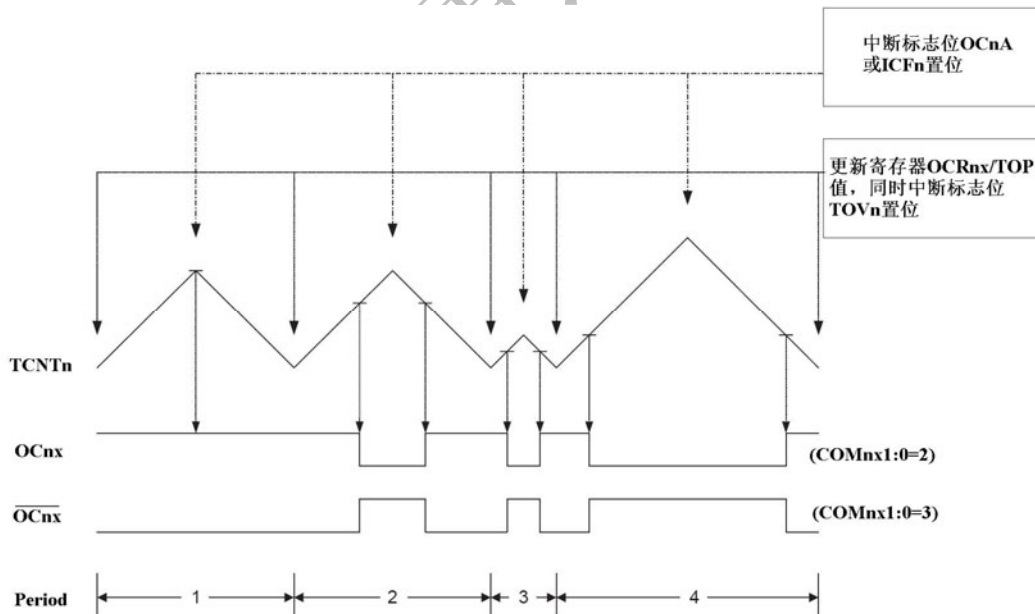 中断标志位OCnA
或ICFn置位
更新寄存器OCRnx/TOP
值，同时中断标志位
TOVn置位
TCNTn
OCnx
(COMnx1:0=2)
OCnx
(COMnx1:0=3)
Period
1
2
3
4